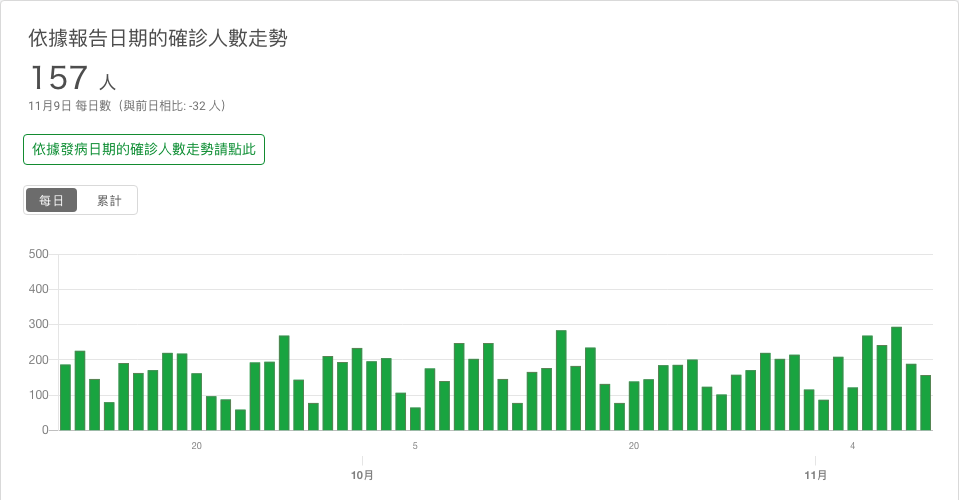 依據報告日期的確診人數走勢
157 人
11月9日 每日數（與前日相比: -32 人）
依據發病日期的確診人數走勢請點此
每日 累計
500
400
300
200
100
0
20 5 20 4
10月 11月